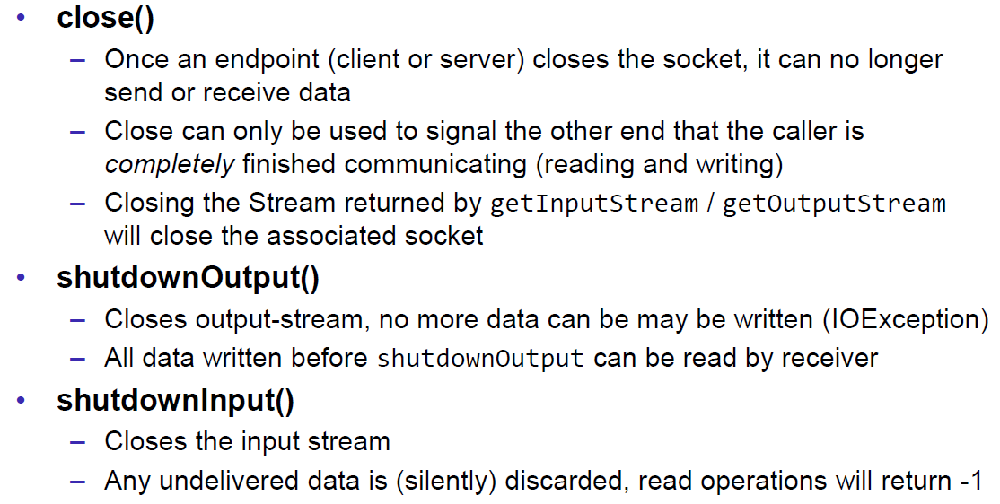 • close()
– Once an endpoint (client or server) closes the socket, it can no longer
send or receive data
– Close can only be used to signal the other end that the caller is
completely finished communicating (reading and writing)
– Closing the Stream returned by getInputStream / getOutputStream
will close the associated socket
• shutdownOutput()
– Closes output-stream, no more data can be may be written (IOException)
– All data written before shutdownOutput can be read by receiver
• shutdownInput()
– Closes the input stream
– Any undelivered data is (silently) discarded, read operations will return -1